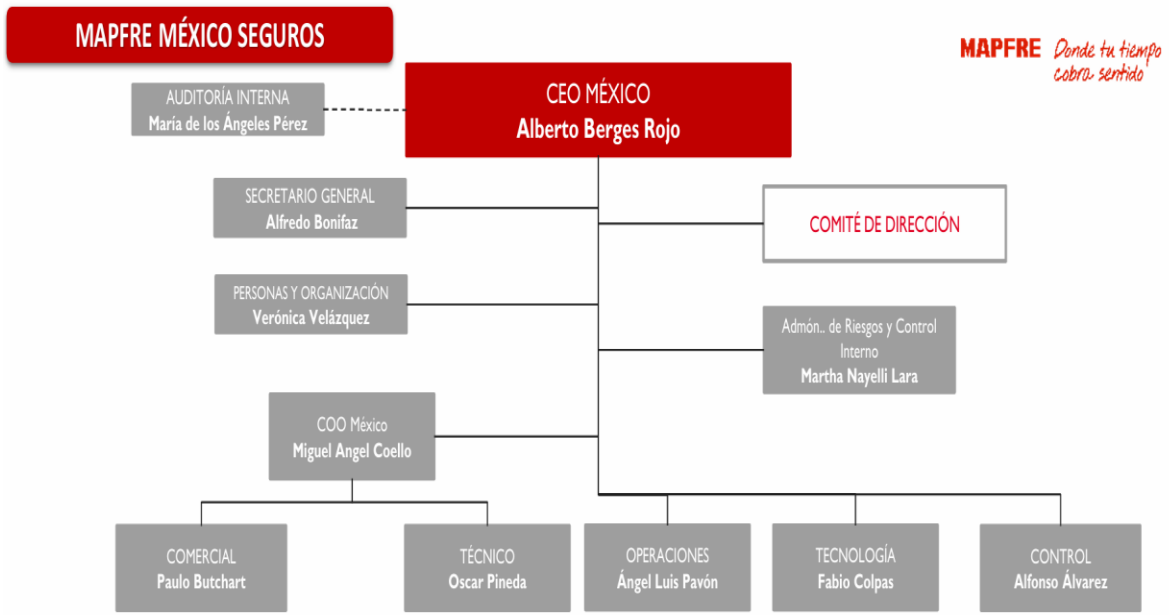 MAPFRE MÉXICO SEGUROS
MAPFRE Donde tu tiempo
cobra sentido
AUDITORÍA INTERNA
María de los Ángeles Pérez
CEO MÉXICO
Alberto Berges Rojo
SECRETARIO GENERAL
Alfredo Bonifaz
COMITÉ DE DIRECCIÓN
PERSONAS Y ORGANIZACIÓN
Verónica Velázquez
Admón.. de Riesgos y Control
Interno
Martha Nayelli Lara
COO México
Miguel Angel Coello
COMERCIAL
Paulo Butchart
TÉCNICO
Oscar Pineda
OPERACIONES
Ángel Luis Pavón
TECNOLOGÍA
Fabio Colpas
CONTROL
Alfonso Álvarez